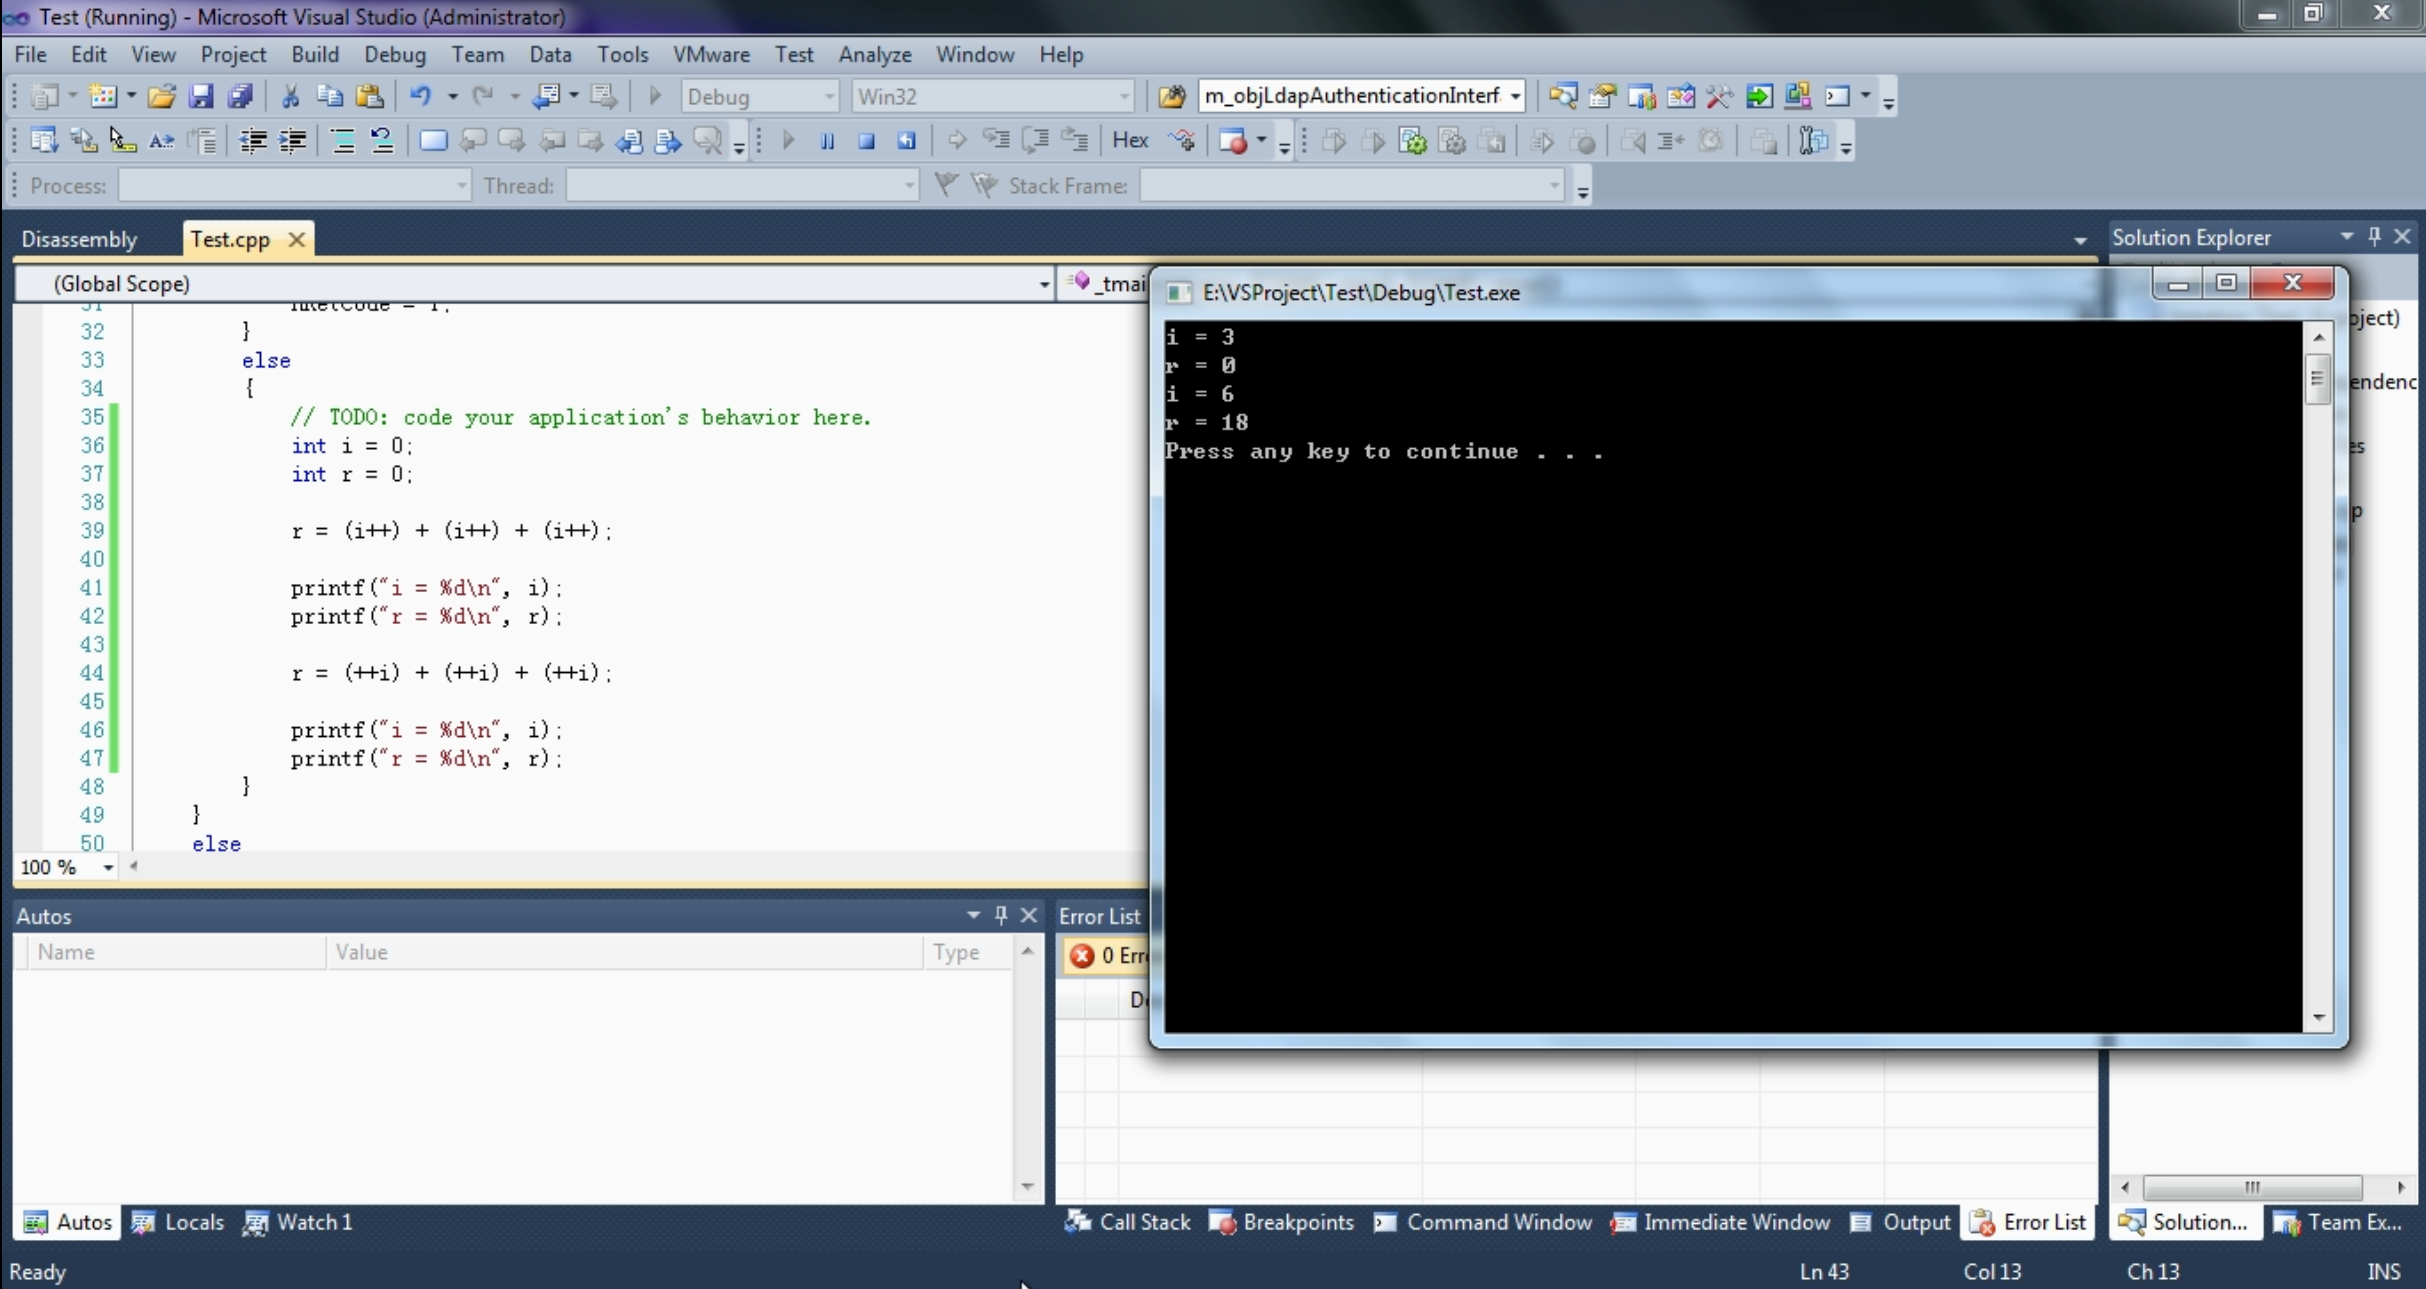 Test (Running) - Microsoft Visual Studio (Administrator)
File Edit View Project Build Debug Team Data Tools VMware Test Analyze Window Help
Debug Win32 m_objLdapAuthenticationInterf
Hex
Process: Thread: Stack Frame:
Disassembly Test.cpp Solution Explorer
(Global Scope) _tmai
E:\VSProject\Test\Debug\Test.exe
i = 3
r = 0
i = 6
r = 18
Press any key to continue . . .
oject)
endenc
es
p
31 nRetCode = 1;
32 }
33 else
34 {
35 // TODO: code your application's behavior here.
36 int i = 0;
37 int r = 0;
38
39 r = (i++) + (i++) + (i++);
40
41 printf("i = %d\n", i);
42 printf("r = %d\n", r);
43
44 r = (++i) + (++i) + (++i);
45
46 printf("i = %d\n", i);
47 printf("r = %d\n", r);
48 }
49 }
50 else
100 %
Autos
Name Value Type
Error List
0 Erro
De
Autos Locals Watch 1
Call Stack Breakpoints Command Window Immediate Window Output Error List
Solution... Team Ex...
Ready Ln 43 Col 13 Ch 13 INS